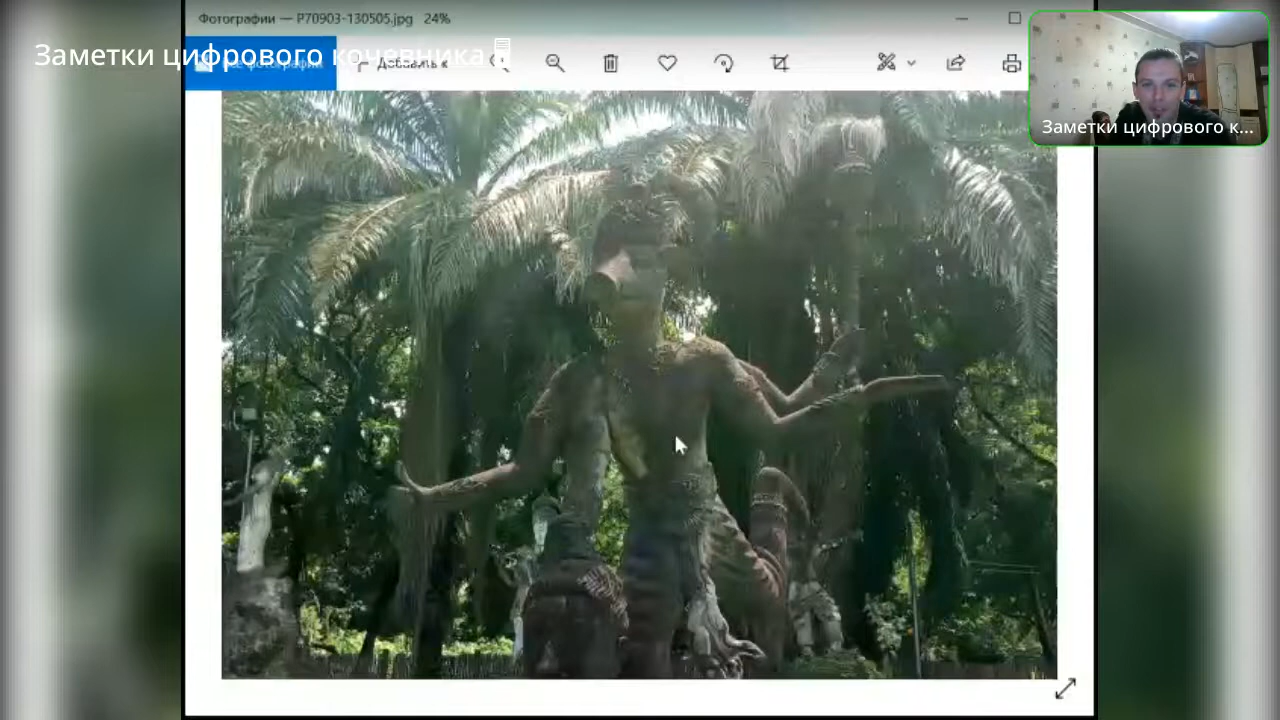 Фотографии — P70903-130505.jpg 24%
Заметки цифрового кочевника
Добавить к
Заметки цифрового к...